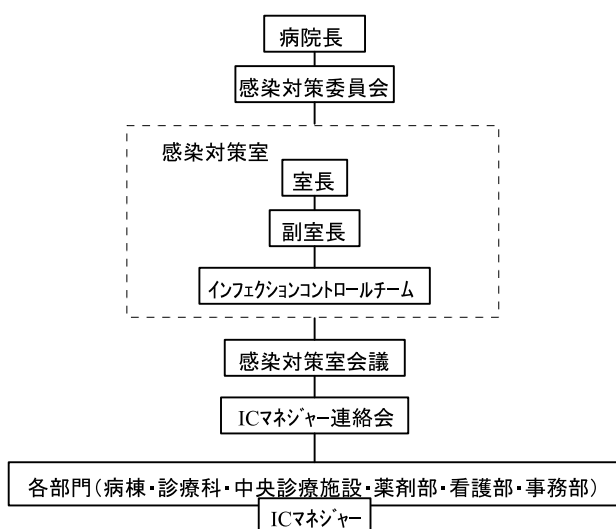 病院長
感染対策委員会
感染対策室
室長
副室長
インフェクションコントロールチーム
感染対策室会議
ICマネジャー連絡会
各部門(病棟・診療科・中央診療施設・薬剤部・看護部・事務部)
ICマネジャー